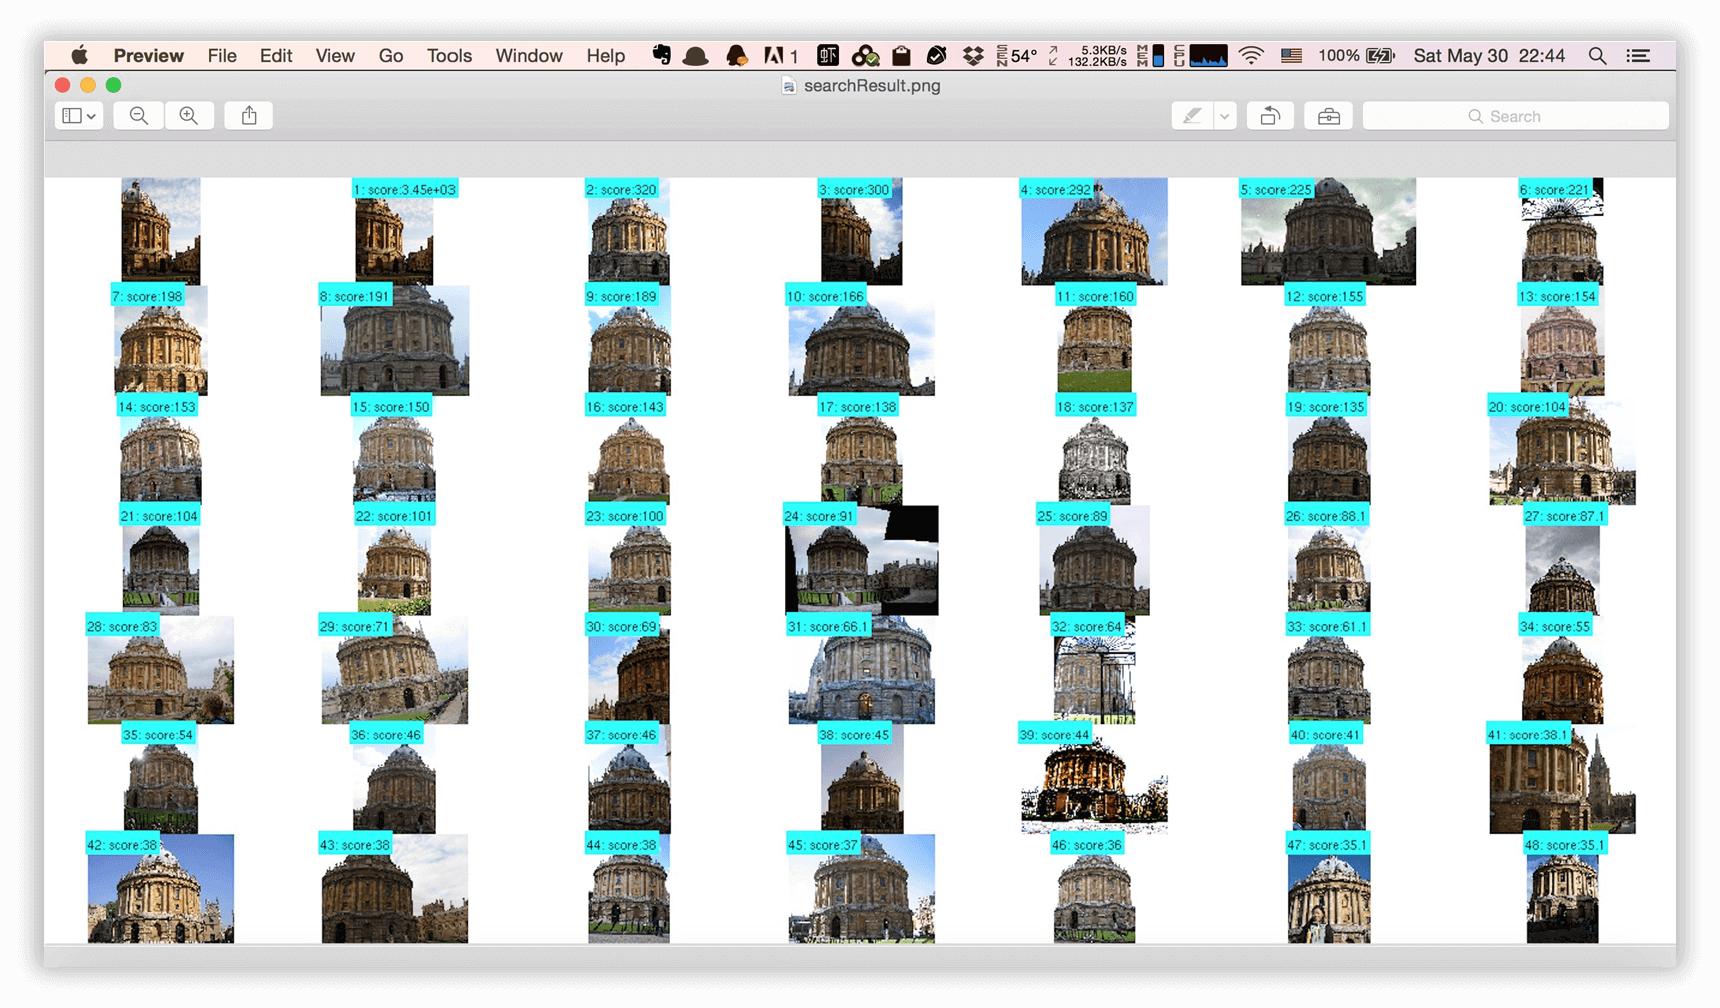 Preview File Edit View Go Tools Window Help 1 虾 SEN 54° 5.3KB/s 132.2KB/s MEM CPU 100% Sat May 30 22:44
searchResult.png
Search
1: score:3.45e+03 2: score:320 3: score:300 4: score:292 5: score:225 6: score:221
7: score:198 8: score:191 9: score:189 10: score:166 11: score:160 12: score:155 13: score:154
14: score:153 15: score:150 16: score:143 17: score:138 18: score:137 19: score:135 20: score:104
21: score:104 22: score:101 23: score:100 24: score:91 25: score:89 26: score:88.1 27: score:87.1
28: score:83 29: score:71 30: score:69 31: score:66.1 32: score:64 33: score:61.1 34: score:55
35: score:54 36: score:46 37: score:46 38: score:45 39: score:44 40: score:41 41: score:38.1
42: score:38 43: score:38 44: score:38 45: score:37 46: score:36 47: score:35.1 48: score:35.1